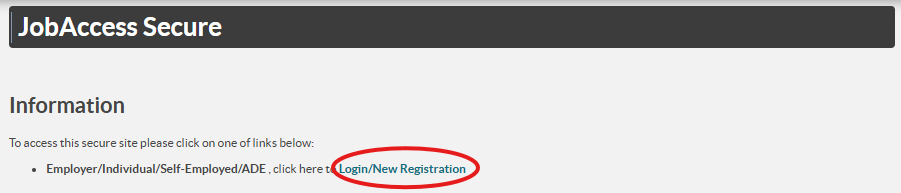 JobAccess Secure
Information
To access this secure site please click on one of links below:
• Employer/Individual/Self-Employed/ADE , click here to Login/New Registration